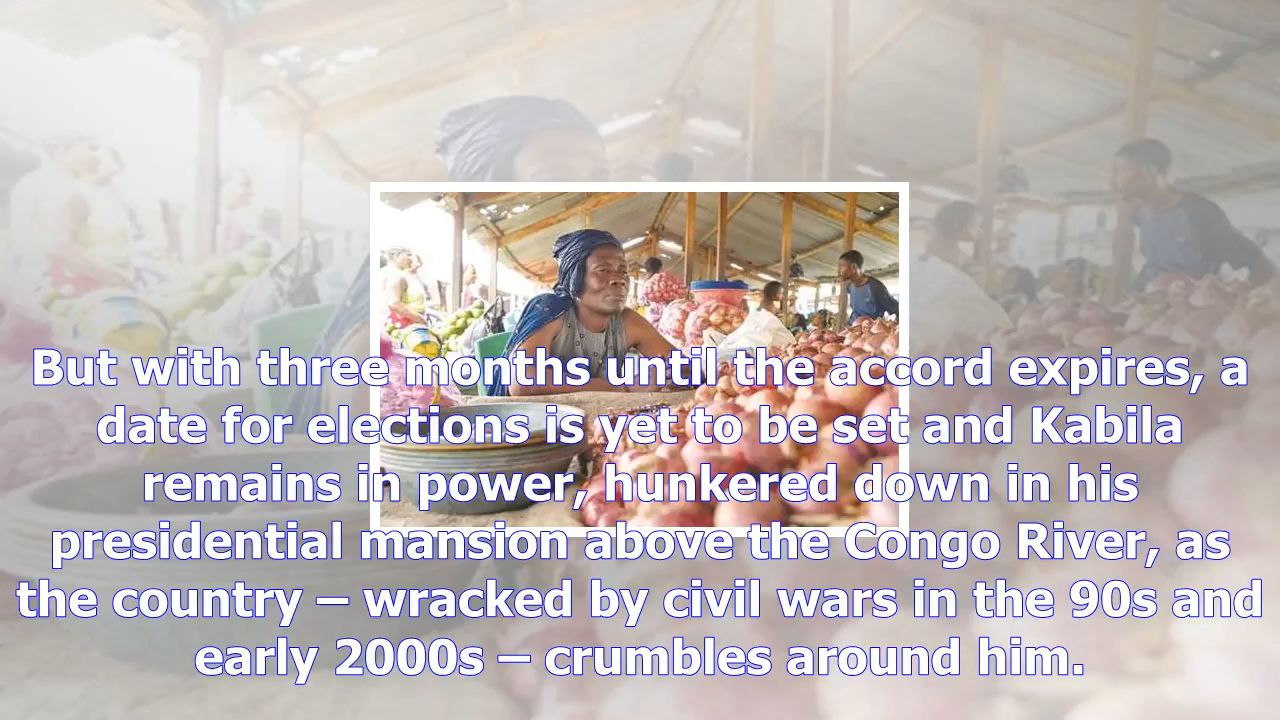 But with three months until the accord expires, a
date for elections is yet to be set and Kabila
remains in power, hunkered down in his
presidential mansion above the Congo River, as
the country – wracked by civil wars in the 90s and
early 2000s – crumbles around him.